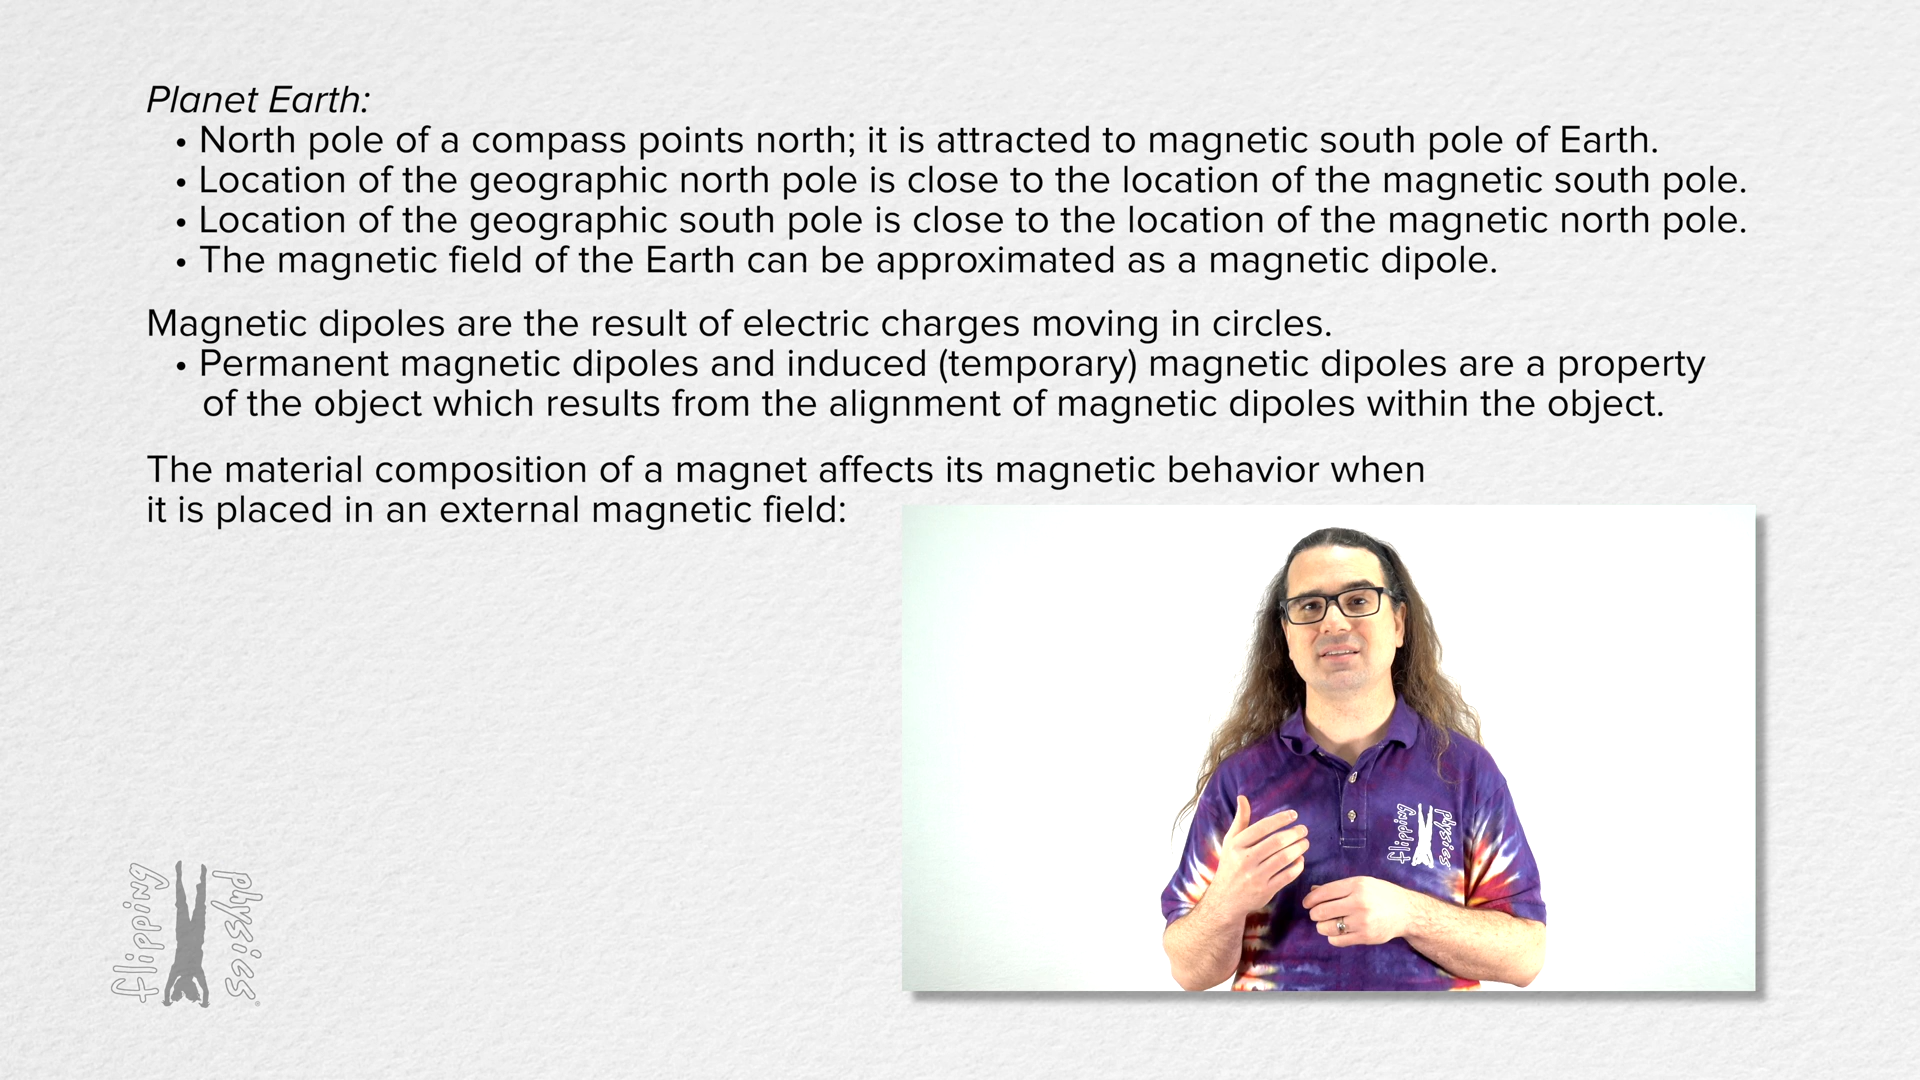 Planet Earth:
• North pole of a compass points north; it is attracted to magnetic south pole of Earth.
• Location of the geographic north pole is close to the location of the magnetic south pole.
• Location of the geographic south pole is close to the location of the magnetic north pole.
• The magnetic field of the Earth can be approximated as a magnetic dipole.
Magnetic dipoles are the result of electric charges moving in circles.
• Permanent magnetic dipoles and induced (temporary) magnetic dipoles are a property
of the object which results from the alignment of magnetic dipoles within the object.
The material composition of a magnet affects its magnetic behavior when
it is placed in an external magnetic field:
flipping
physics
flipping
physics